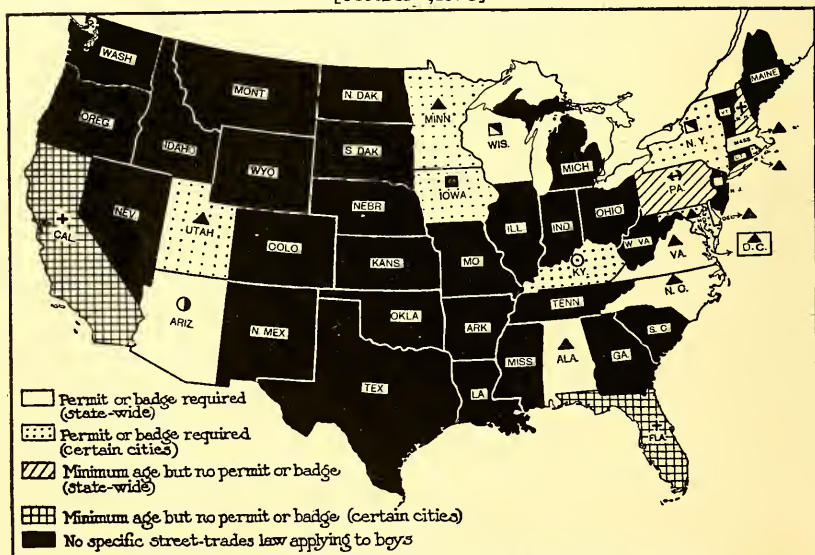 WASH
MONT
N. DAK.
MINN
MAINE
OREG.
IDAHO
S. DAK
WIS.
MICH
N.Y.
VT.
MASS.
CT.
WYO
NEBR
IOWA
PA.
N.J.
NEV.
UTAH
COLO
ILL.
IND.
OHIO
W. VA
DEL.
D.C.
CAL.
KANS
MO
KY.
VA.
ARIZ.
N. MEX
OKLA
ARK
TENN.
N. C.
S. C.
TEX
LA
MISS.
ALA.
GA.
FLA.
Permit or badge required
(state-wide)
Permit or badge required
(certain cities)
Minimum age but no permit or badge
(state-wide)
Minimum age but no permit or badge (certain cities)
No specific street-trades law applying to boys